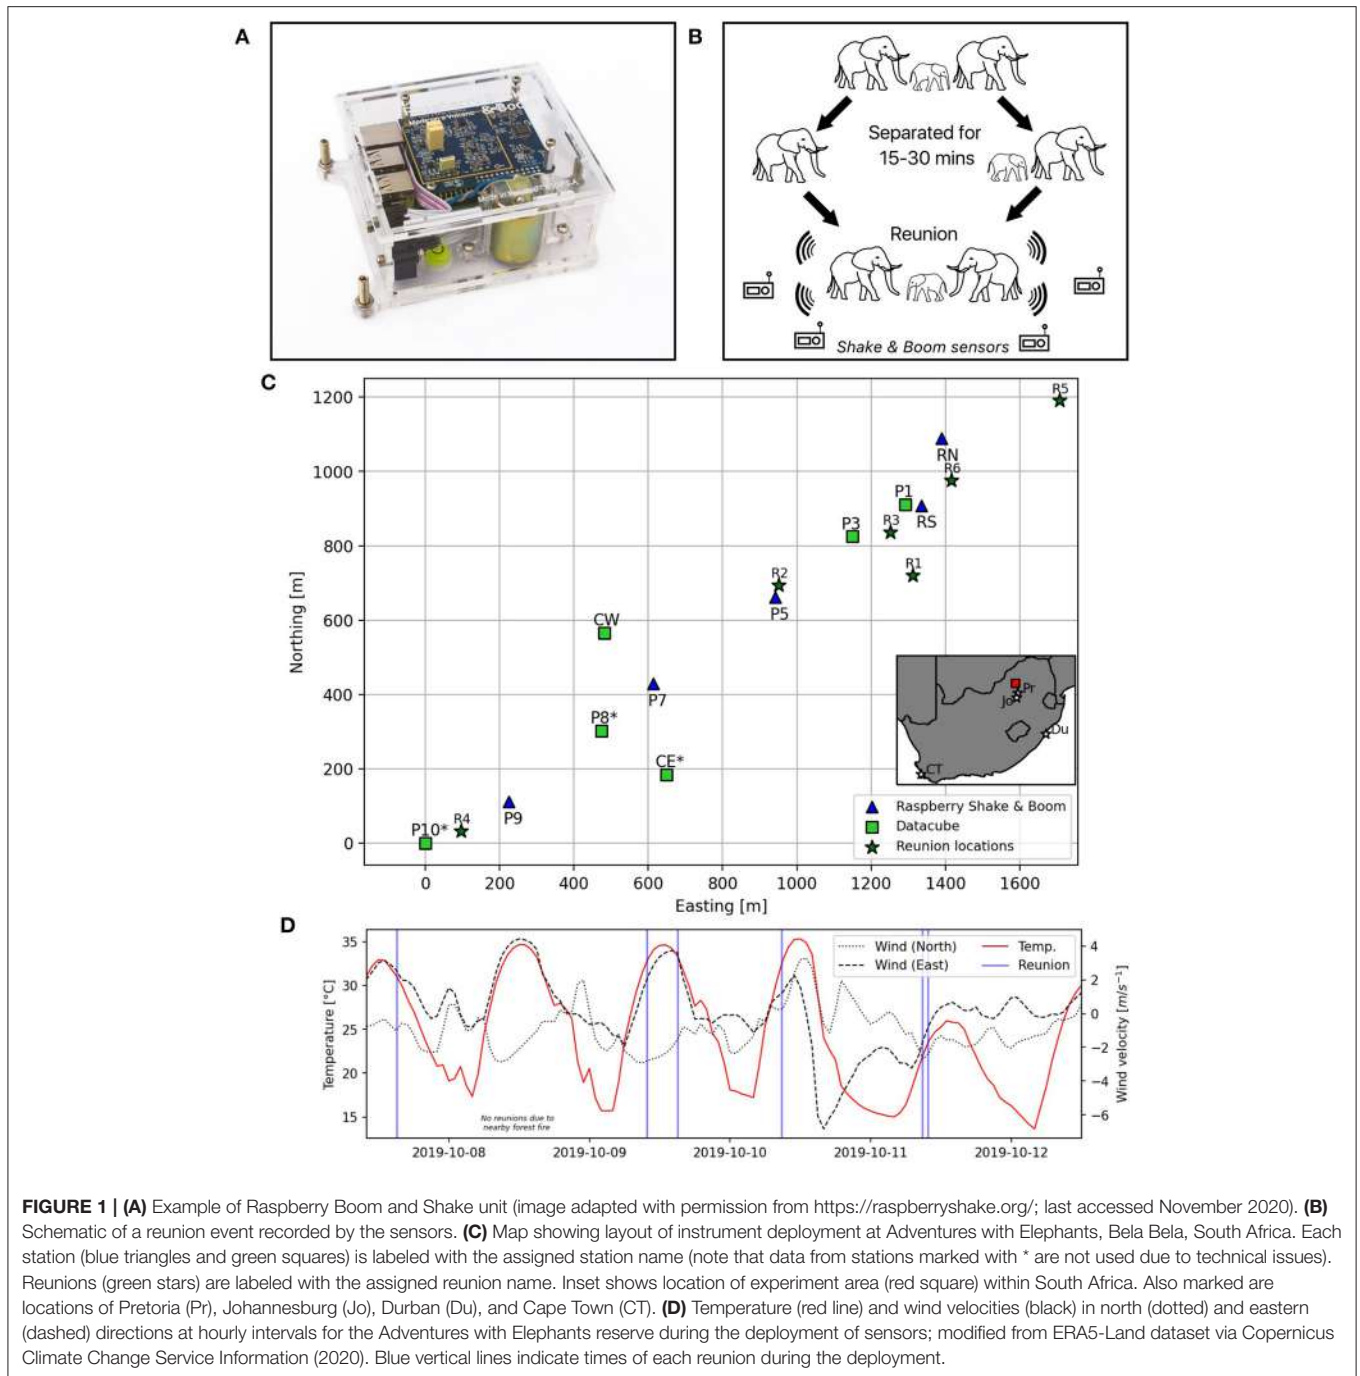 A
B
Separated for
15-30 mins
Reunion
Shake & Boom sensors
C
Northing [m]
1200
1000
800
600
400
200
0
R5
RN
R6
P1
RS
R3
P3
R1
R2
P5
CW
P7
P8*
CE*
P9
R4
P10*
Pr
Jo
Du
CT
Raspberry Shake & Boom
Datacube
Reunion locations
0 200 400 600 800 1000 1200 1400 1600
Easting [m]
D
Temperature [°C]
35
30
25
20
15
Wind (North)
Wind (East)
Temp.
Reunion
4
2
0
−2
−4
−6
Wind velocity [m/s⁻¹]
No reunions due to
nearby forest fire
2019-10-08 2019-10-09 2019-10-10 2019-10-11 2019-10-12
FIGURE 1 | (A) Example of Raspberry Boom and Shake unit (image adapted with permission from https://raspberryshake.org/; last accessed November 2020). (B)
Schematic of a reunion event recorded by the sensors. (C) Map showing layout of instrument deployment at Adventures with Elephants, Bela Bela, South Africa. Each
station (blue triangles and green squares) is labeled with the assigned station name (note that data from stations marked with * are not used due to technical issues).
Reunions (green stars) are labeled with the assigned reunion name. Inset shows location of experiment area (red square) within South Africa. Also marked are
locations of Pretoria (Pr), Johannesburg (Jo), Durban (Du), and Cape Town (CT). (D) Temperature (red line) and wind velocities (black) in north (dotted) and eastern
(dashed) directions at hourly intervals for the Adventures with Elephants reserve during the deployment of sensors; modified from ERA5-Land dataset via Copernicus
Climate Change Service Information (2020). Blue vertical lines indicate times of each reunion during the deployment.